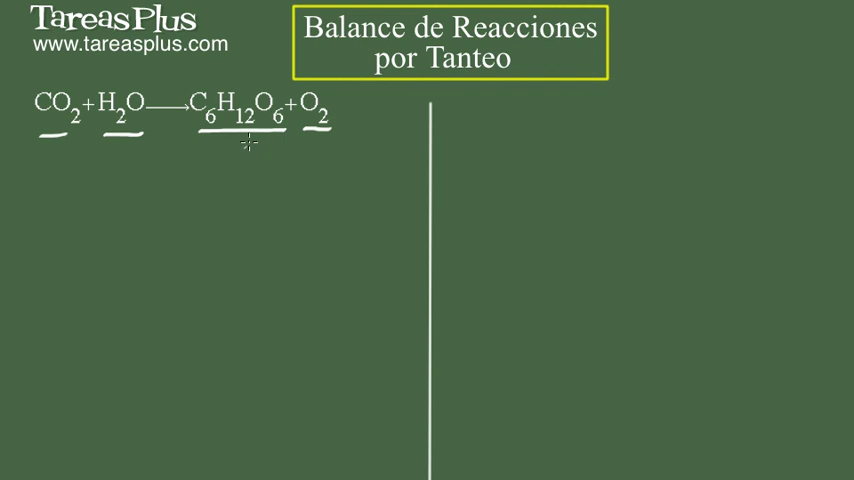 TareasPlus
www.tareasplus.com
Balance de Reacciones
por Tanteo
CO₂+H₂O⟶C₆H₁₂O₆+O₂